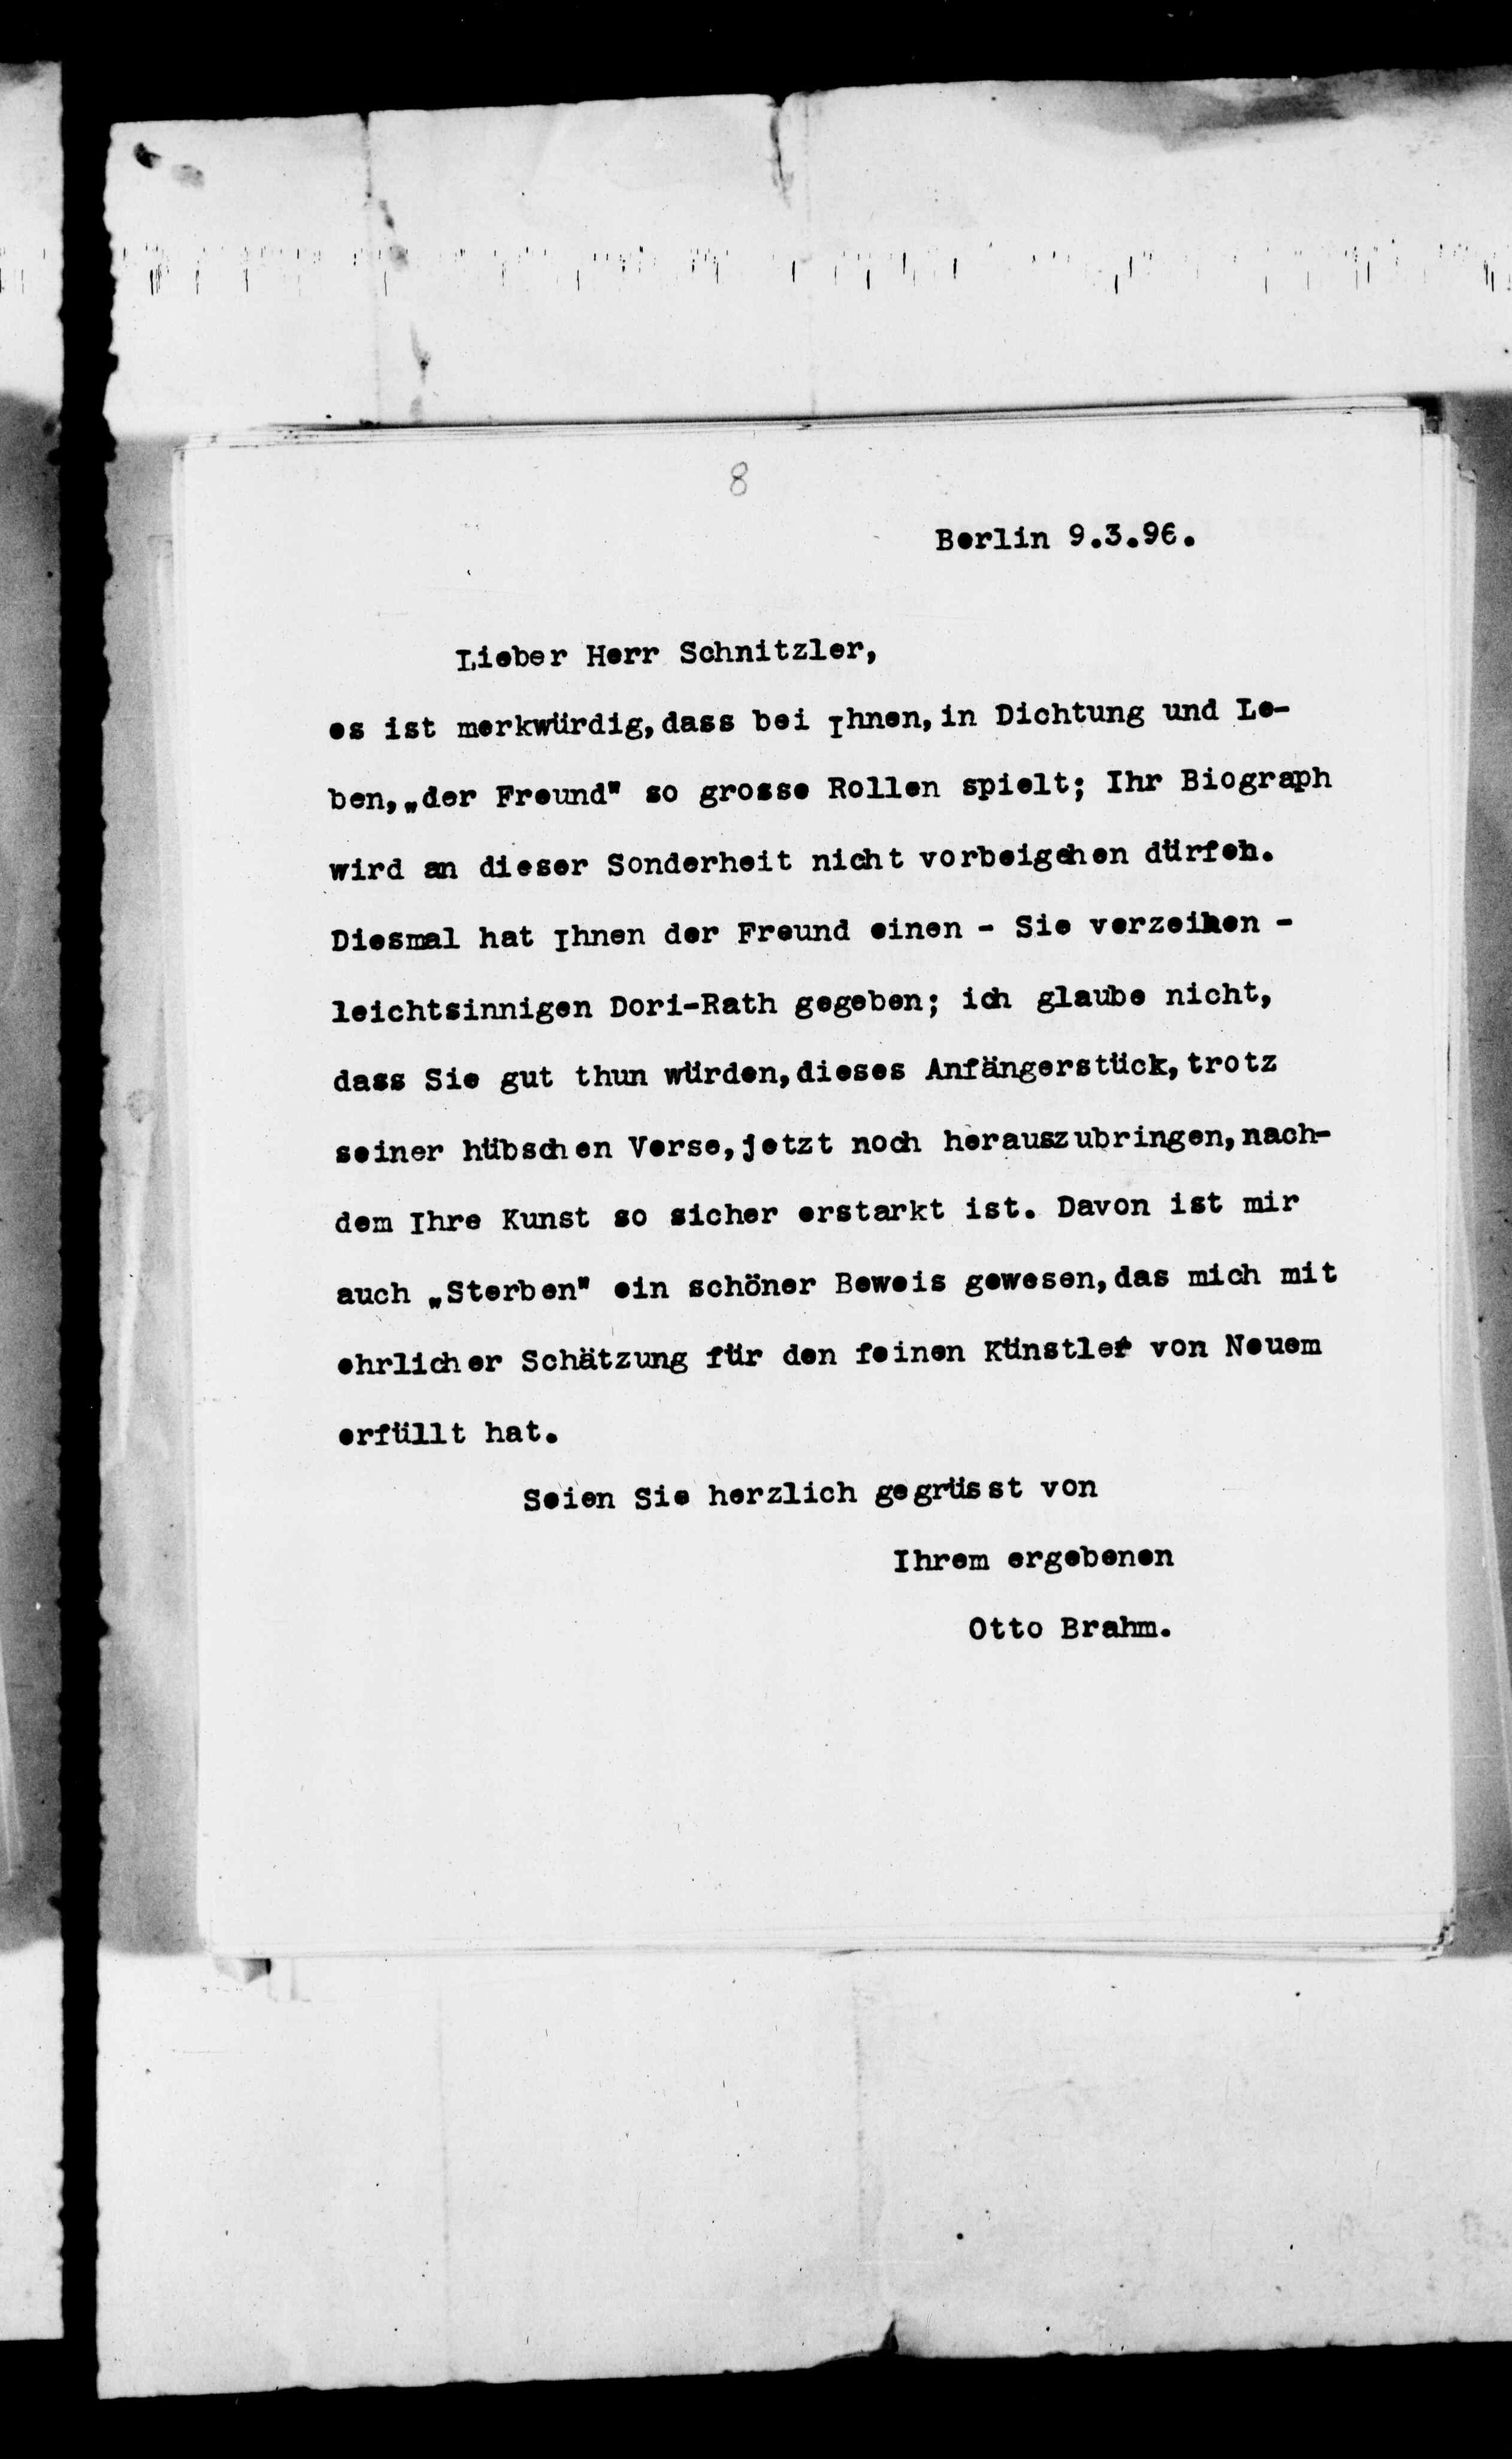 8
Berlin 9.3.96.
Lieber Herr Schnitzler,
es ist merkwürdig, dass bei Ihnen, in Dichtung und Le-
ben, „der Freund" so grosse Rollen spielt; Ihr Biograph
wird an dieser Sonderheit nicht vorbeigehen dürfen.
Diesmal hat Ihnen der Freund einen - Sie verzeihen -
leichtsinnigen Dori-Rath gegeben; ich glaube nicht,
dass Sie gut thun würden, dieses Anfängerstück, trotz
seiner hübschen Verse, jetzt noch herauszubringen, nach-
dem Ihre Kunst so sicher erstarkt ist. Davon ist mir
auch „Sterben" ein schöner Beweis gewesen, das mich mit
ehrlicher Schätzung für den feinen Künstler von Neuem
erfüllt hat.
Seien Sie herzlich gegrüsst von
Ihrem ergebenen
Otto Brahm.